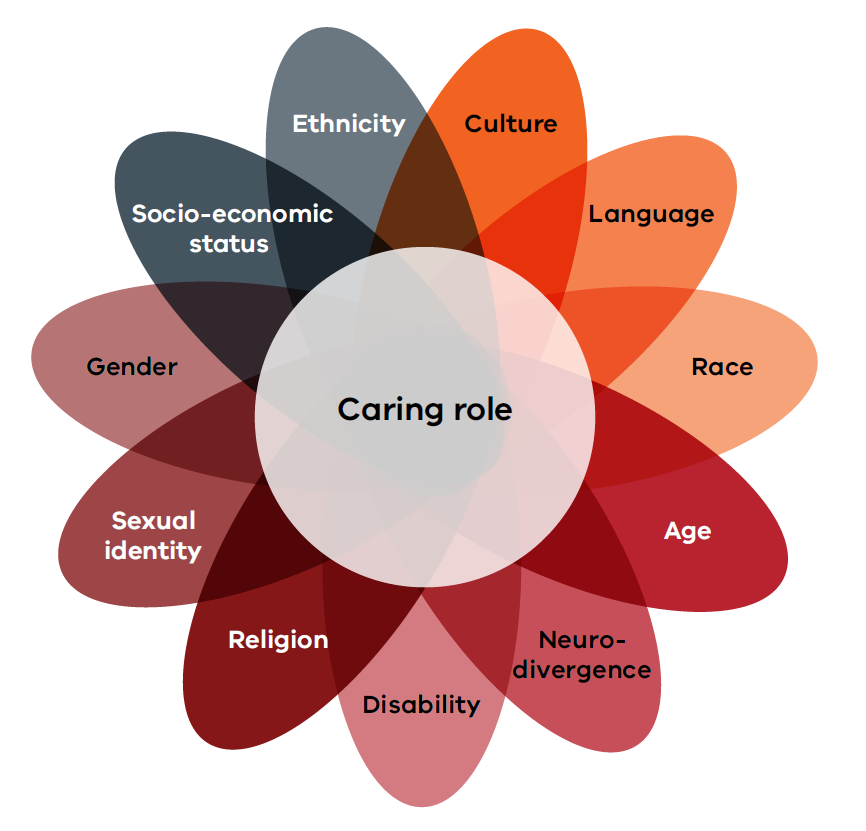 Ethnicity
Culture
Socio-economic
status
Language
Gender
Race
Caring role
Sexual
identity
Age
Religion
Neuro-
divergence
Disability